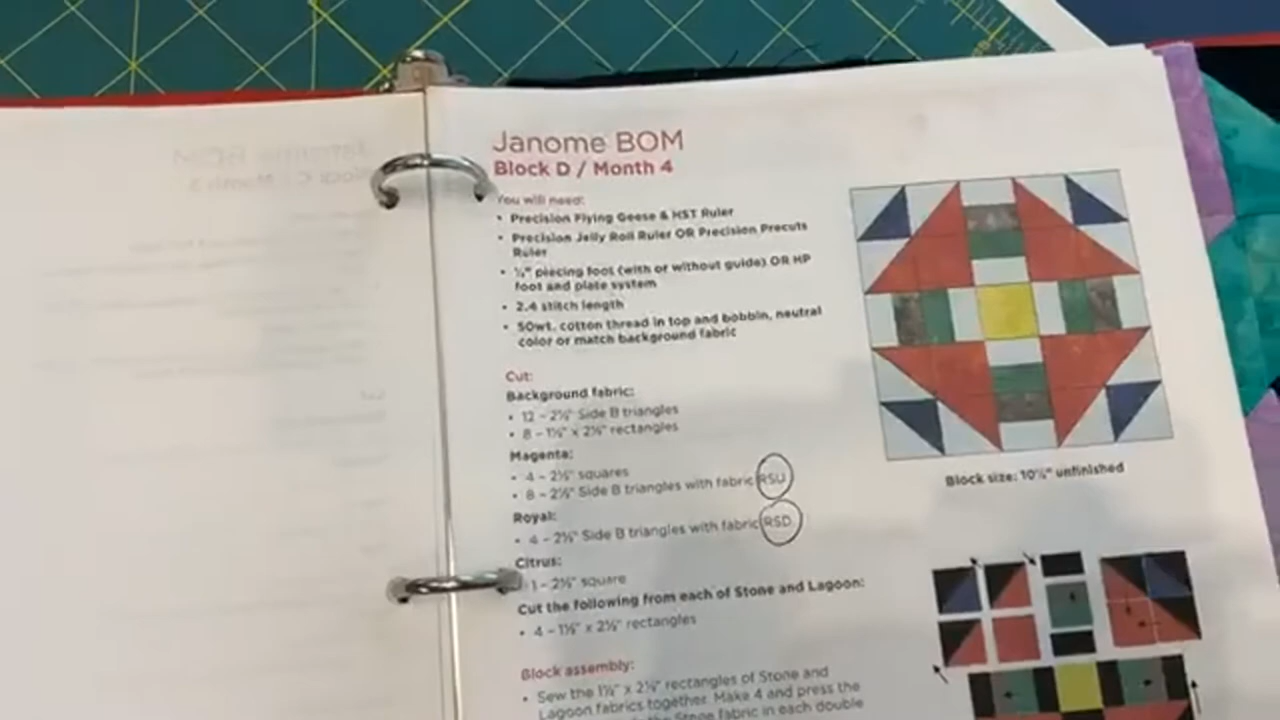 Janome BOM
Block D / Month 4
You will need:
• Precision Flying Geese & HST Ruler
• Precision Jelly Roll Ruler OR Precision Precuts
Ruler
• ¼" piecing foot (with or without guide) OR HP
foot and plate system
• 2.4 stitch length
• 50wt. cotton thread in top and bobbin, neutral
color or match background fabric
Cut:
Background fabric:
• 12 – 2½" Side B triangles
• 8 – 1½" x 2½" rectangles
Magenta:
• 4 – 2½" squares
• 8 – 2½" Side B triangles with fabric RSU
Royal:
• 4 – 2½" Side B triangles with fabric RSD
Citrus:
1 – 2½" square
Cut the following from each of Stone and Lagoon:
• 4 – 1½" x 2½" rectangles
Block assembly:
• Sew the 1½" x 2½" rectangles of Stone and
Lagoon fabrics together. Make 4 and press the
the Stone fabric in each double
Block size: 10½" unfinished